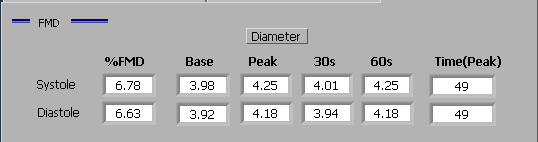 FMD
Diameter
%FMD Base Peak 30s 60s Time(Peak)
Systole 6.78 3.98 4.25 4.01 4.25 49
Diastole 6.63 3.92 4.18 3.94 4.18 49